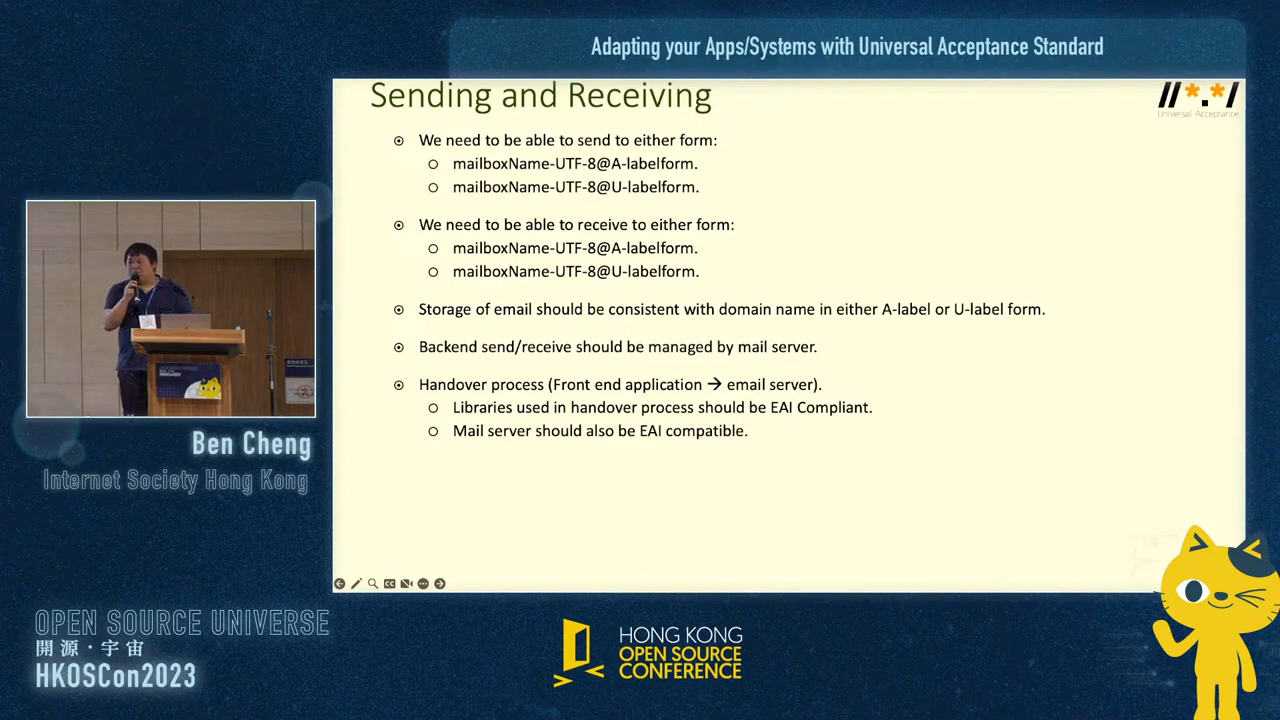 Adapting your Apps/Systems with Universal Acceptance Standard
Sending and Receiving
Universal Acceptance
We need to be able to send to either form:
mailboxName-UTF-8@A-labelform.
mailboxName-UTF-8@U-labelform.
We need to be able to receive to either form:
mailboxName-UTF-8@A-labelform.
mailboxName-UTF-8@U-labelform.
Storage of email should be consistent with domain name in either A-label or U-label form.
Backend send/receive should be managed by mail server.
Handover process (Front end application → email server).
Libraries used in handover process should be EAI Compliant.
Mail server should also be EAI compatible.
Ben Cheng
Internet Society Hong Kong
OPEN SOURCE UNIVERSE
開源·宇宙
HKOSCon2023
HONG KONG
OPEN SOURCE
CONFERENCE